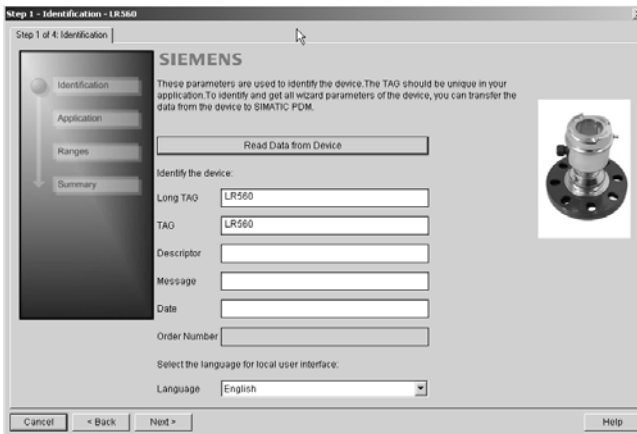 Step 1 - Identification - LR560
Step 1 of 4: Identification
SIEMENS
Identification
Application
Ranges
Summary
These parameters are used to identify the device.The TAG should be unique in your
application.To identify and get all wizard parameters of the device, you can transfer the
data from the device to SIMATIC PDM.
Read Data from Device
Identify the device:
Long TAG LR560
TAG LR560
Descriptor
Message
Date
Order Number
Select the language for local user interface:
Language English
Cancel < Back Next > Help